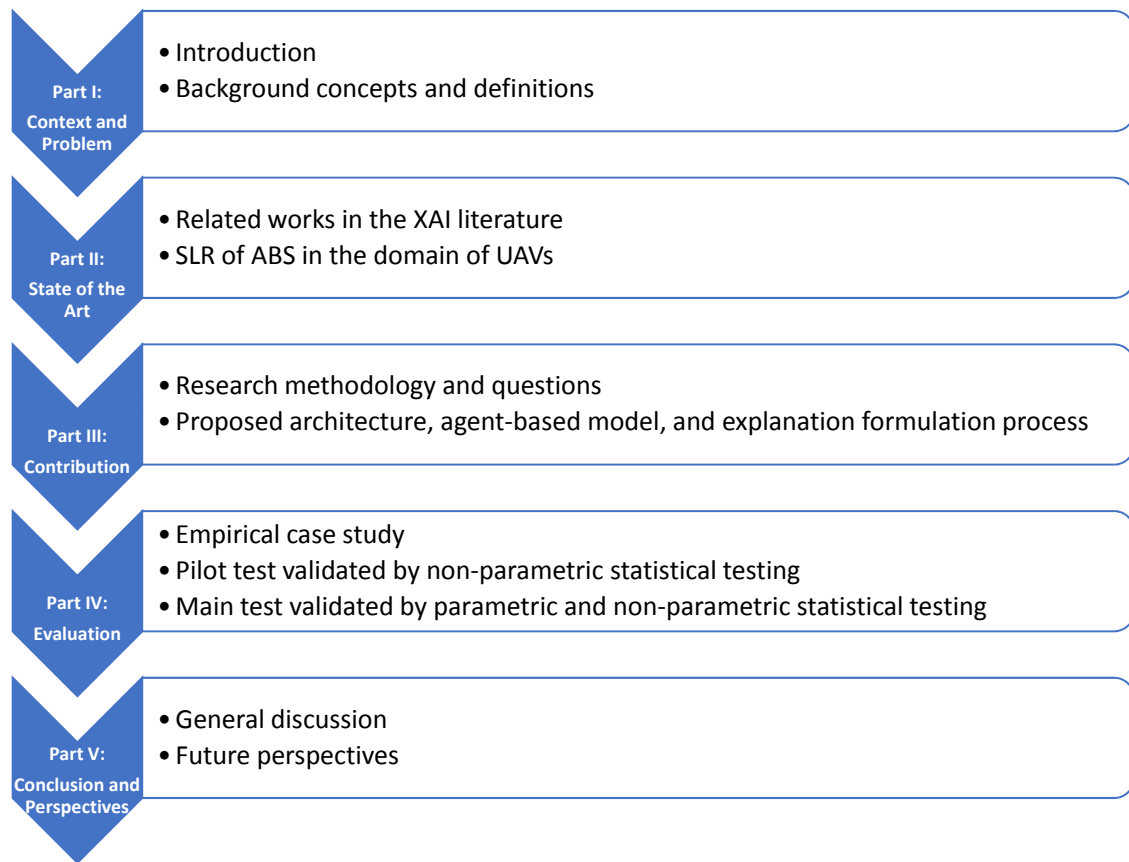 Part I:
Context and
Problem
• Introduction
• Background concepts and definitions
Part II:
State of the
Art
• Related works in the XAI literature
• SLR of ABS in the domain of UAVs
Part III:
Contribution
• Research methodology and questions
• Proposed architecture, agent-based model, and explanation formulation process
Part IV:
Evaluation
• Empirical case study
• Pilot test validated by non-parametric statistical testing
• Main test validated by parametric and non-parametric statistical testing
Part V:
Conclusion and
Perspectives
• General discussion
• Future perspectives